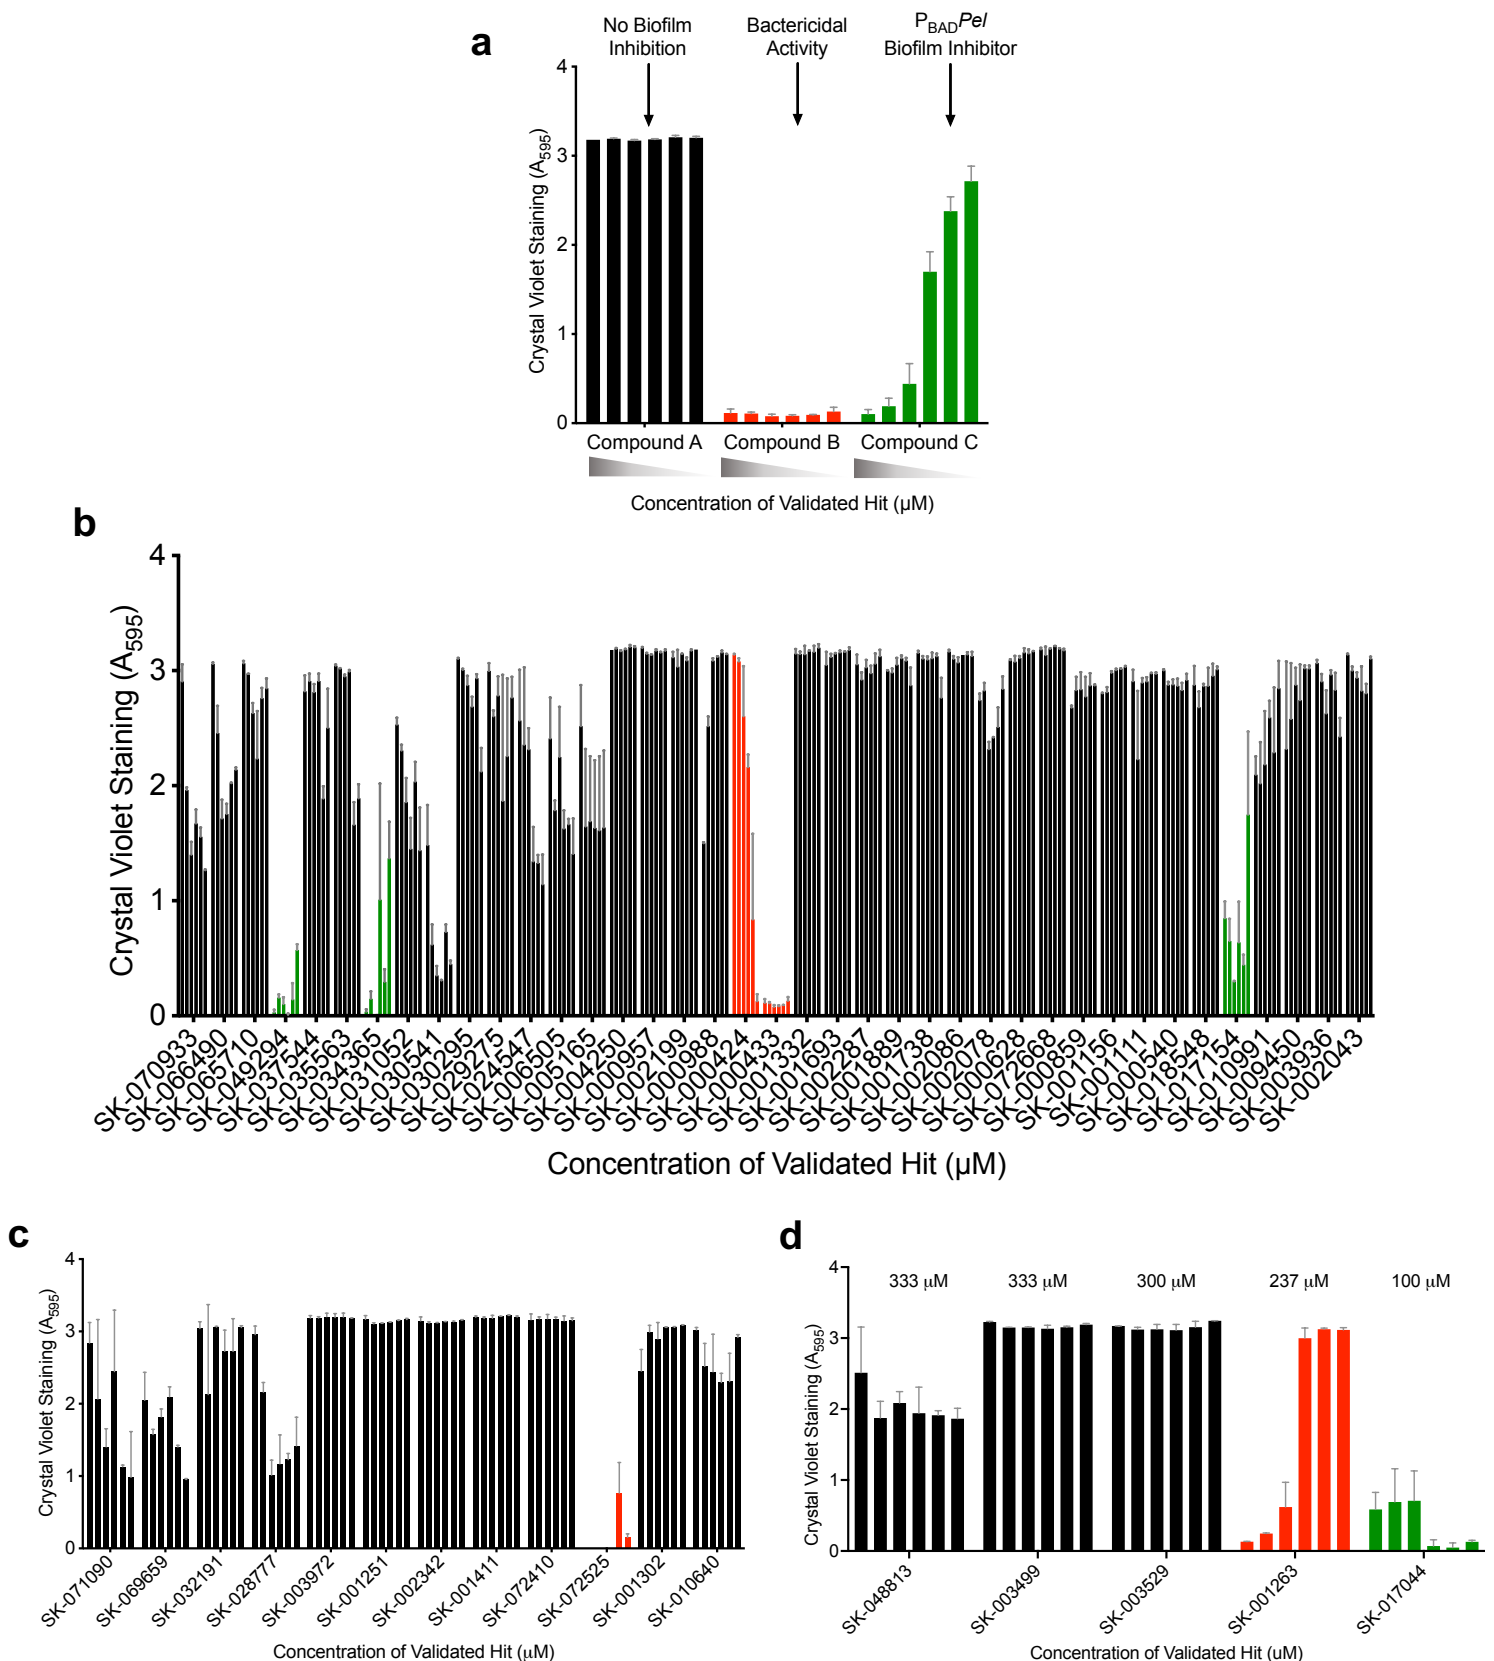 a
No Biofilm
Inhibition
Bactericidal
Activity
P_BAD Pel
Biofilm Inhibitor
Crystal Violet Staining (A595)
4
3
2
1
0
Compound A
Compound B
Compound C
Concentration of Validated Hit (µM)
b
Crystal Violet Staining (A595)
4
3
2
1
0
SK-070933
SK-066490
SK-065710
SK-049294
SK-037544
SK-035563
SK-034365
SK-031052
SK-030541
SK-030295
SK-029275
SK-024547
SK-006505
SK-005165
SK-004250
SK-000957
SK-002199
SK-000988
SK-000424
SK-000433
SK-001332
SK-001693
SK-002287
SK-001889
SK-001738
SK-002086
SK-002078
SK-000628
SK-072668
SK-000859
SK-001156
SK-001111
SK-000540
SK-018548
SK-017154
SK-010991
SK-009450
SK-003936
SK-002043
Concentration of Validated Hit (µM)
c
Crystal Violet Staining (A595)
4
3
2
1
0
SK-071090
SK-069659
SK-032191
SK-028777
SK-003972
SK-001251
SK-002342
SK-001411
SK-072410
SK-072525
SK-001302
SK-010640
Concentration of Validated Hit (µM)
d
Crystal Violet Staining (A595)
4
3
2
1
0
333 µM
333 µM
300 µM
237 µM
100 µM
SK-048813
SK-003499
SK-003529
SK-001263
SK-017044
Concentration of Validated Hit (uM)